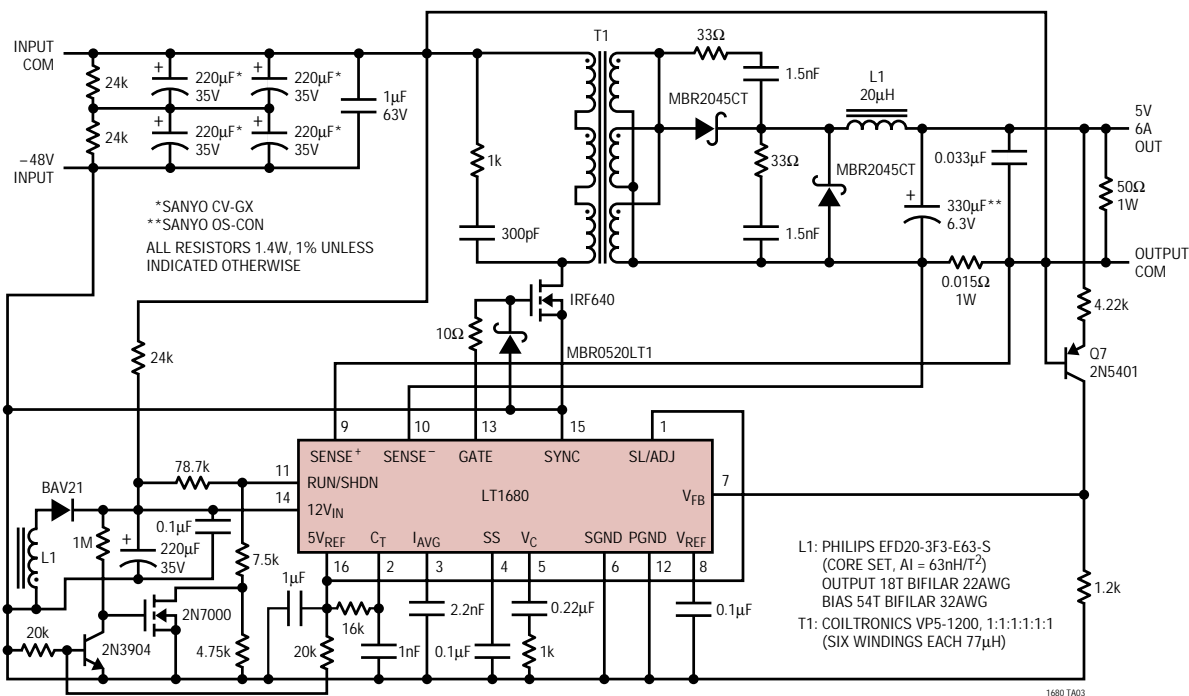 INPUT
COM
24k
24k
–48V
INPUT
+
220µF*
35V
+
220µF*
35V
+
220µF*
35V
+
220µF*
35V
1µF
63V
*SANYO CV-GX
**SANYO OS-CON
ALL RESISTORS 1.4W, 1% UNLESS
INDICATED OTHERWISE
1k
300pF
T1
33Ω
1.5nF
MBR2045CT
33Ω
1.5nF
L1
20µH
MBR2045CT
0.033µF
+
330µF**
6.3V
5V
6A
OUT
50Ω
1W
OUTPUT
COM
0.015Ω
1W
4.22k
Q7
2N5401
IRF640
10Ω
MBR0520LT1
24k
9
10
13
15
1
SENSE+
SENSE–
GATE
SYNC
SL/ADJ
78.7k
11
RUN/SHDN
LT1680
7
VFB
BAV21
14
12VIN
0.1µF
L1
1M
+
220µF
35V
7.5k
5VREF
CT
IAVG
SS
VC
SGND
PGND
VREF
16
2
3
4
5
6
12
8
1µF
2N7000
16k
2.2nF
0.22µF
0.1µF
20k
2N3904
4.75k
20k
1nF
0.1µF
1k
1.2k
L1: PHILIPS EFD20-3F3-E63-S
(CORE SET, AI = 63nH/T2)
OUTPUT 18T BIFILAR 22AWG
BIAS 54T BIFILAR 32AWG
T1: COILTRONICS VP5-1200, 1:1:1:1:1:1
(SIX WINDINGS EACH 77µH)
1680 TA03